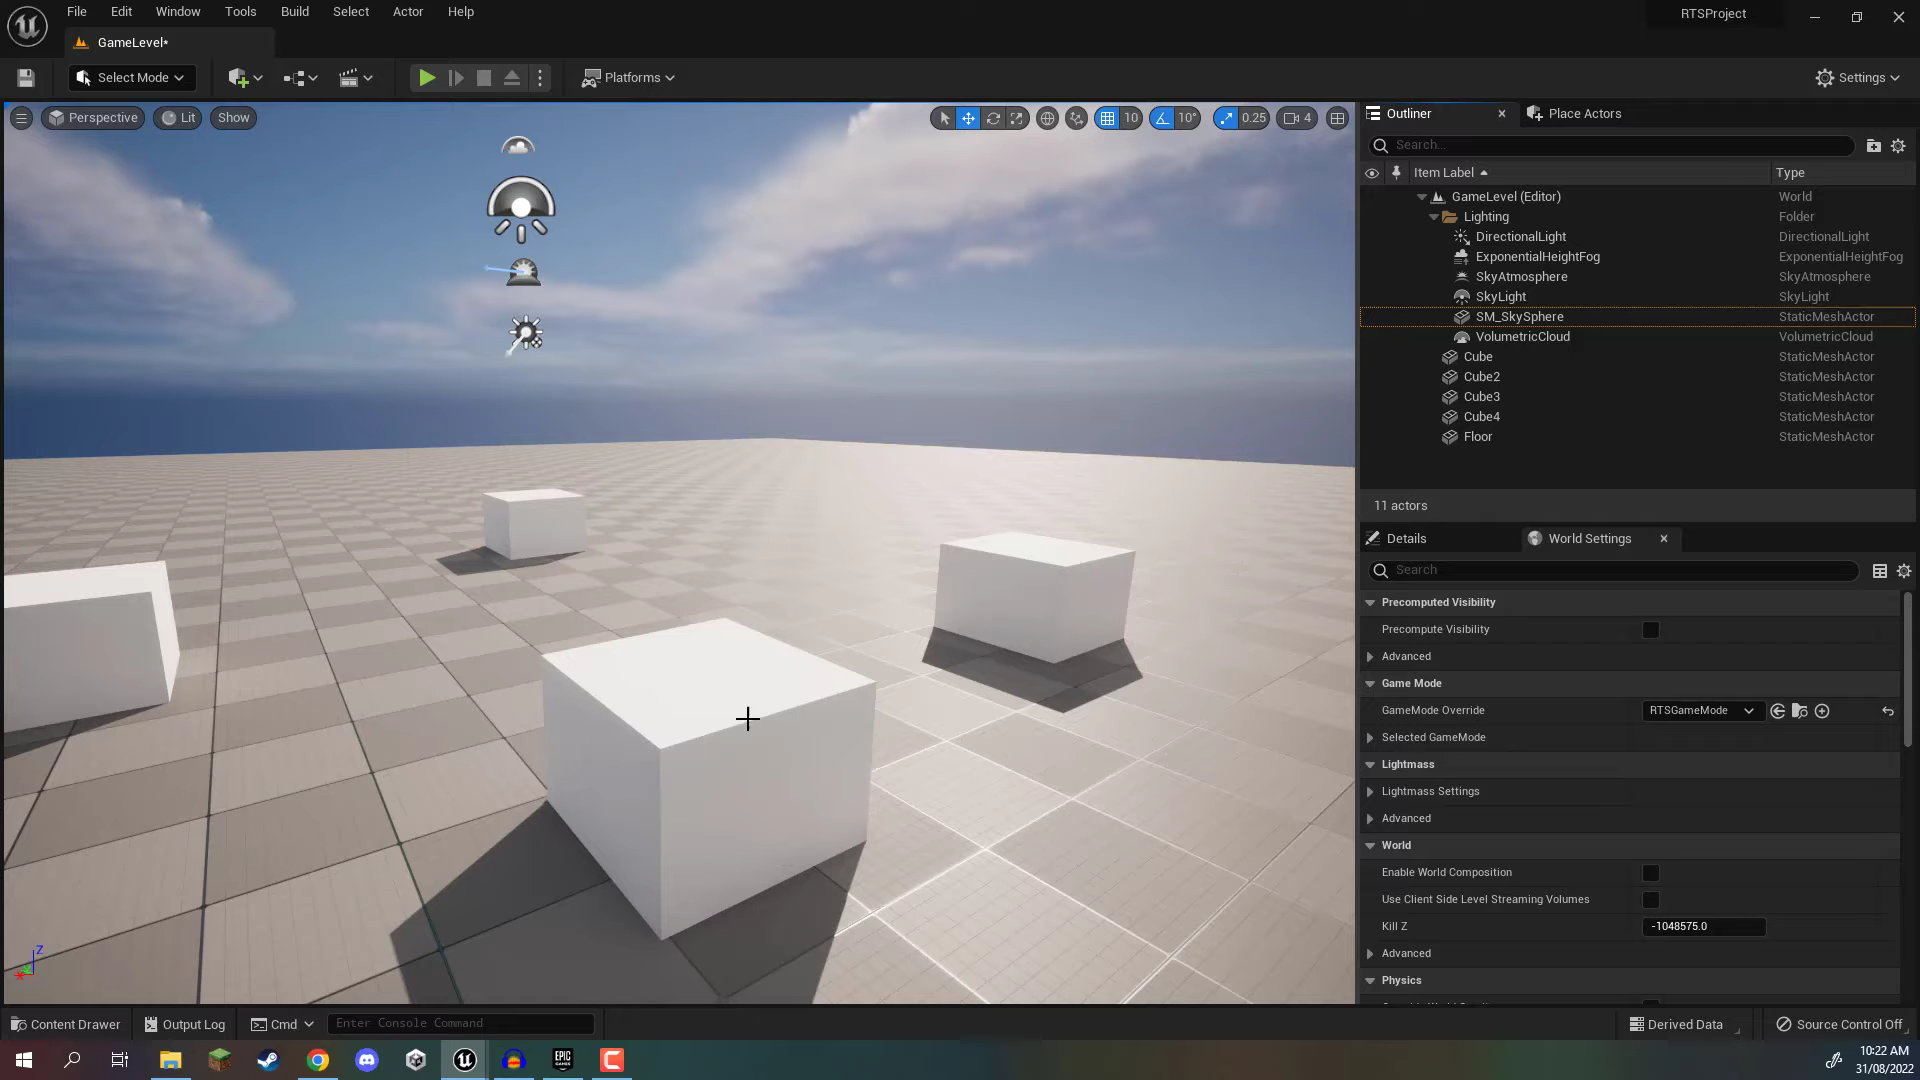 File Edit Window Tools Build Select Actor Help
RTSProject
GameLevel*
Select Mode
Platforms
Settings
Perspective
Lit
Show
10
10°
0.25
4
Outliner
Place Actors
Search...
Item Label
Type
GameLevel (Editor) World
Lighting Folder
DirectionalLight DirectionalLight
ExponentialHeightFog ExponentialHeightFog
SkyAtmosphere SkyAtmosphere
SkyLight SkyLight
SM_SkySphere StaticMeshActor
VolumetricCloud VolumetricCloud
Cube StaticMeshActor
Cube2 StaticMeshActor
Cube3 StaticMeshActor
Cube4 StaticMeshActor
Floor StaticMeshActor
11 actors
Details
World Settings
Search
Precomputed Visibility
Precompute Visibility
Advanced
Game Mode
GameMode Override RTSGameMode
Selected GameMode
Lightmass
Lightmass Settings
Advanced
World
Enable World Composition
Use Client Side Level Streaming Volumes
Kill Z -1048575.0
Advanced
Physics
Z
Content Drawer
Output Log
Cmd
Enter Console Command
Derived Data
Source Control Off
EPIC
GAMES
10:22 AM
31/08/2022